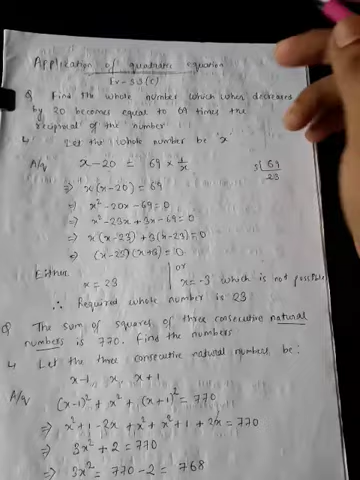 Application of quadratic equation
Ex-5B(c)
Q Find the whole number which when decreased
by 20 becomes equal to 69 times the
reciprocal of the number
Let the whole number be 'x'
A/q x-20 = 69 × 1/x
3|69
23
⇒ x(x-20) = 69
⇒ x²-20x-69=0
⇒ x²-23x+3x-69=0
⇒ x(x-23)+3(x-23)=0
⇒ (x-23)(x+3)=0
Either or
x = 23 x = -3 which is not possible
∴ Required whole number is 23
Q The sum of squares of three consecutive natural
numbers is 770. Find the numbers
Let the three consecutive natural numbers be:
x-1, x, x+1
A/q (x-1)² + x² + (x+1)² = 770
⇒ x²+1-2x+x²+x²+1+2x=770
⇒ 3x²+2=770
⇒ 3x² = 770-2 = 768